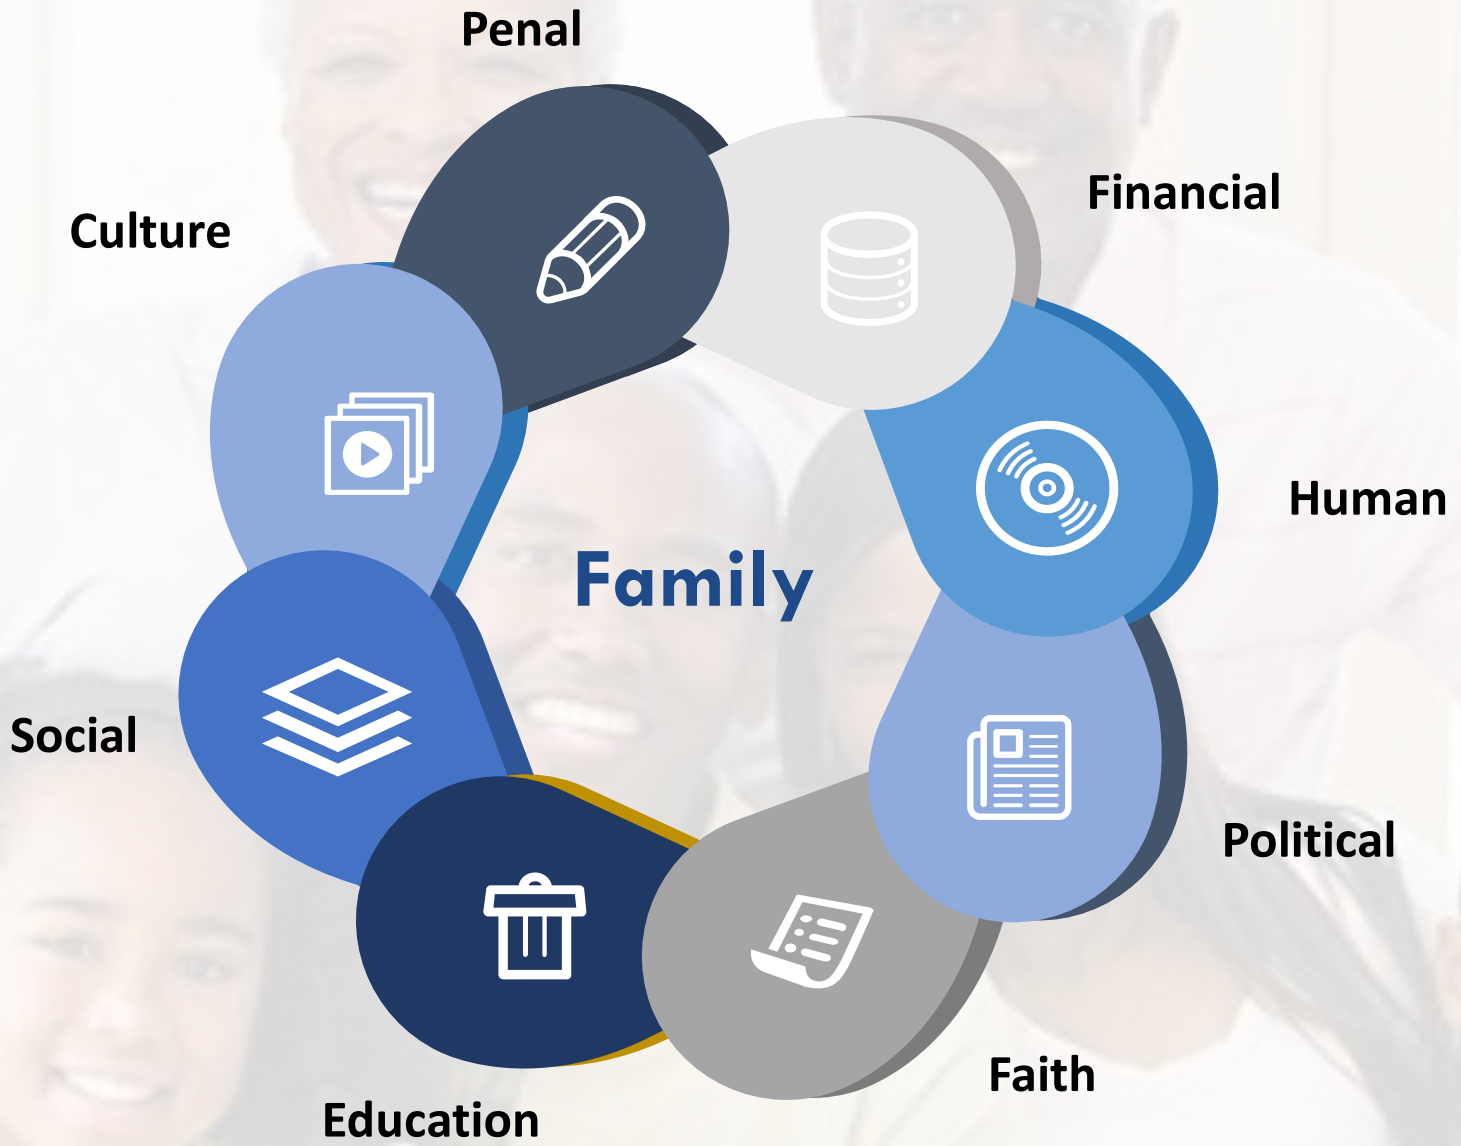 Penal
Financial
Culture
Human
Family
Social
Political
Faith
Education